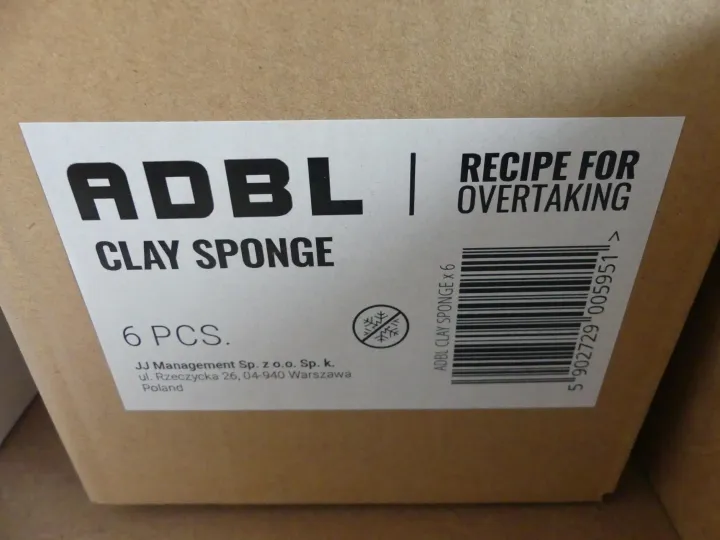 ADBL
RECIPE FOR
OVERTAKING
CLAY SPONGE
6 PCS.
JJ Management Sp. z o.o. Sp. k.
ul. Rzeczycka 26, 04-940 Warszawa
Poland
ADBL CLAY SPONGE x 6
5 902729 005951 >